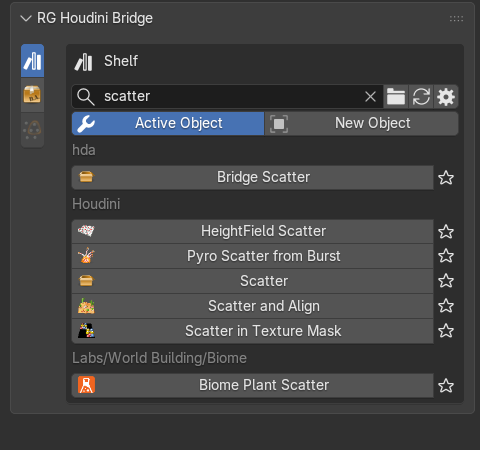 RG Houdini Bridge
Shelf
scatter
Active Object New Object
hda
Bridge Scatter
Houdini
HeightField Scatter
Pyro Scatter from Burst
Scatter
Scatter and Align
Scatter in Texture Mask
Labs/World Building/Biome
Biome Plant Scatter